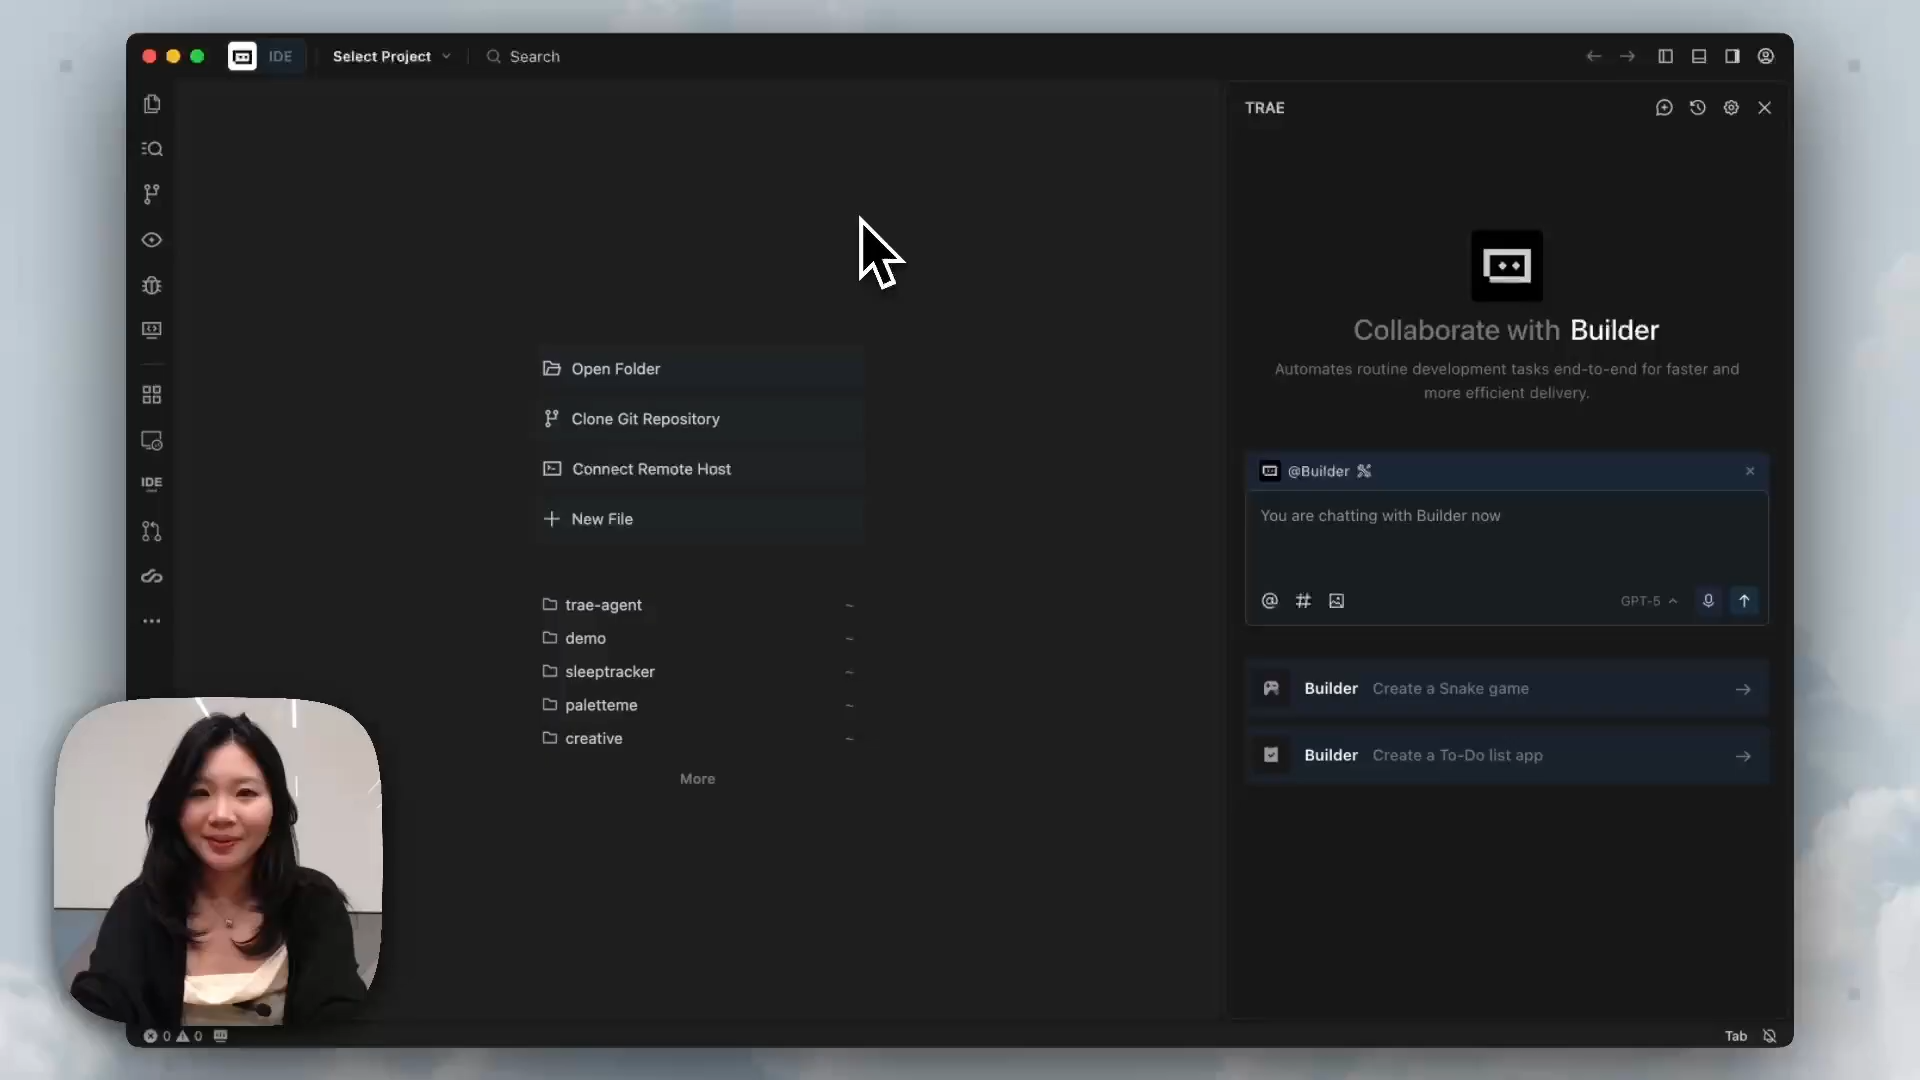 IDE
Select Project
Search
TRAE
Collaborate with Builder
Automates routine development tasks end-to-end for faster and
more efficient delivery.
Open Folder
Clone Git Repository
Connect Remote Host
New File
trae-agent ~
demo ~
sleeptracker ~
paletteme ~
creative ~
More
@Builder
You are chatting with Builder now
GPT-5
Builder Create a Snake game
Builder Create a To-Do list app
IDE
0 0
Tab